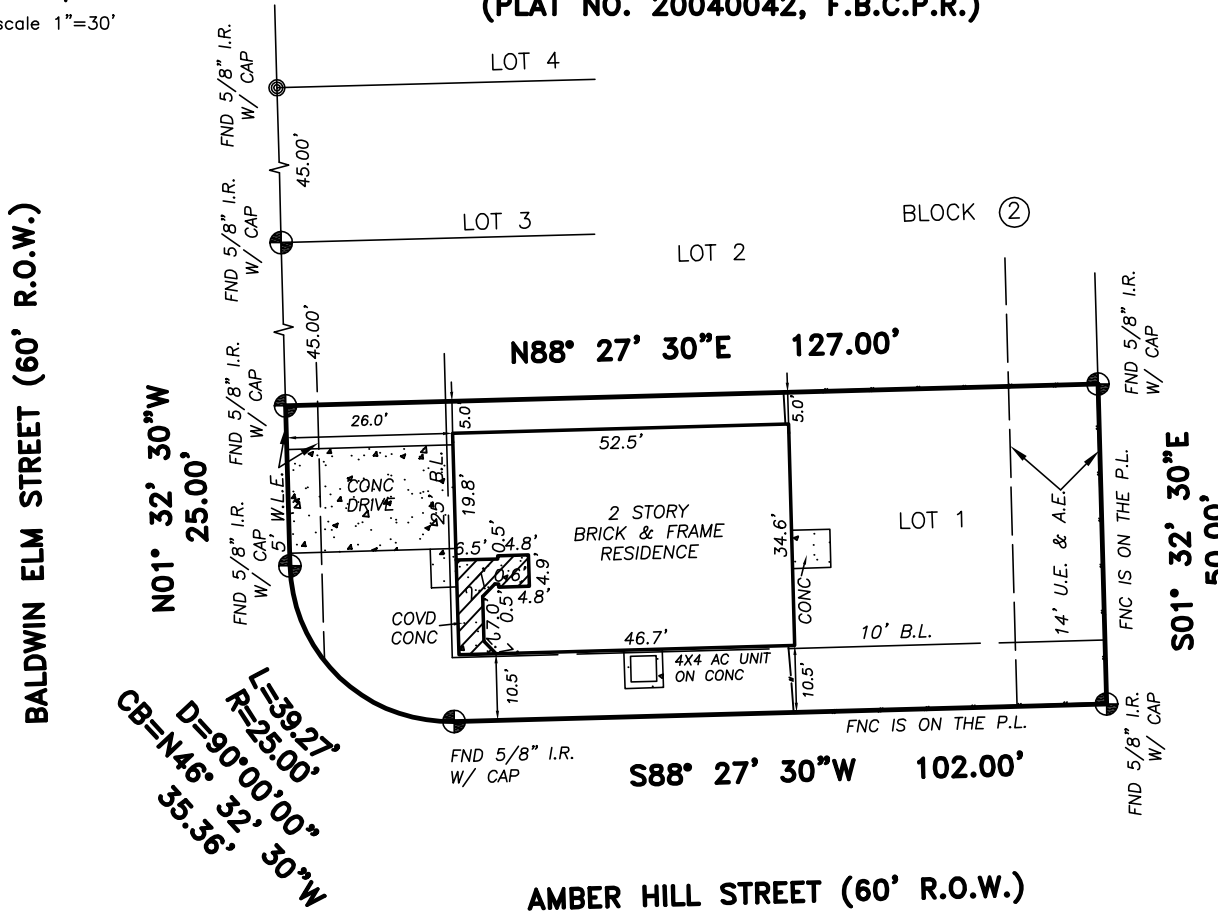 (PLAT NO. 20040042, F.B.C.P.R.)
scale 1"=30'
LOT 4
FND 5/8" I.R.
W/ CAP
45.00'
FND 5/8" I.R.
W/ CAP
LOT 3
BLOCK 2
LOT 2
BALDWIN ELM STREET (60' R.O.W.)
45.00'
N88° 27' 30"E 127.00'
FND 5/8" I.R.
W/ CAP
FND 5/8" I.R.
W/ CAP
N01° 32' 30"W
25.00'
26.0'
5.0'
5.0'
52.5'
5' W.L.E.
CONC
DRIVE
25' B.L.
19.8'
2 STORY
BRICK & FRAME
RESIDENCE
34.6'
LOT 1
14' U.E. & A.E.
FNC IS ON THE P.L.
S01° 32' 30"E
50.00'
FND 5/8" I.R.
W/ CAP
6.5'
0.5'
4.8'
4.9'
0.6'
4.8'
0.5'
7.0'
COVD
CONC
CONC
46.7'
10' B.L.
4X4 AC UNIT
ON CONC
10.5'
10.5'
FNC IS ON THE P.L.
L=39.27'
R=25.00'
D=90°00'00"
CB=N46° 32' 30"W
35.36'
FND 5/8" I.R.
W/ CAP
S88° 27' 30"W 102.00'
FND 5/8" I.R.
W/ CAP
AMBER HILL STREET (60' R.O.W.)